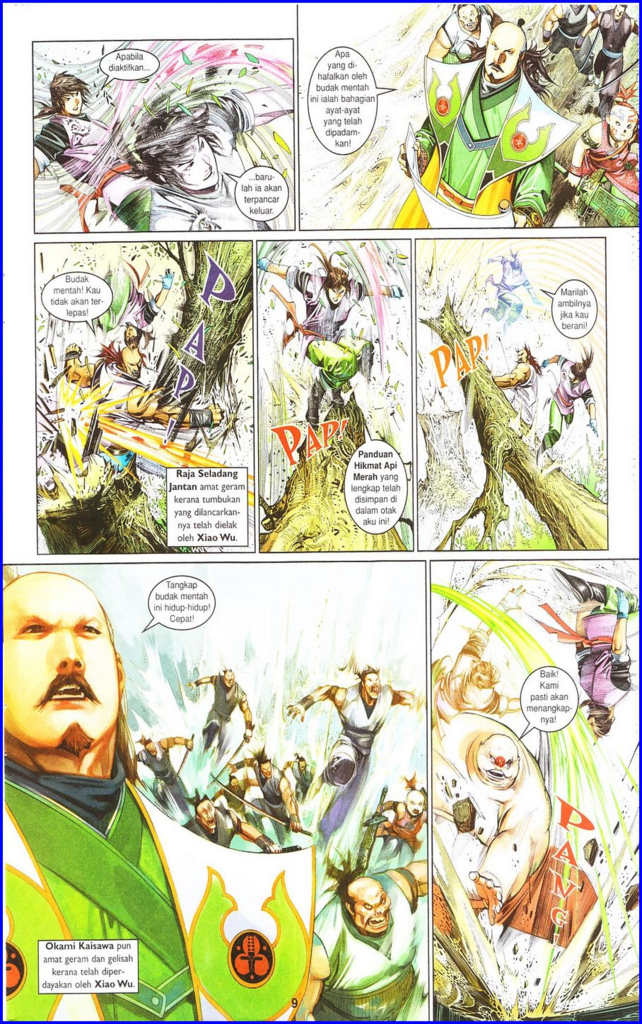 Apabila
diaktifkan...
...baru-
lah ia akan
terpancar
keluar.
Apa
yang di-
hafalkan oleh
budak mentah
ini ialah bahagian
ayat-ayat
yang telah
dipadam-
kan!
Budak
mentah! Kau
tidak akan ter-
lepas!
PAP!
Raja Seladang
Jantan amat geram
kerana tumbukan
yang dilancarkan-
nya telah dielak
oleh Xiao Wu.
PAP!
Panduan
Hikmat Api
Merah yang
lengkap telah
disimpan di
dalam otak
aku ini!
PAP!
Marilah
ambilnya
jika kau
berani!
Tangkap
budak mentah
ini hidup-hidup!
Cepat!
Okami Kaisawa pun
amat geram dan gelisah
kerana telah diper-
dayakan oleh Xiao Wu.
Baik!
Kami
pasti akan
menangkap-
nya!
PANG!
9